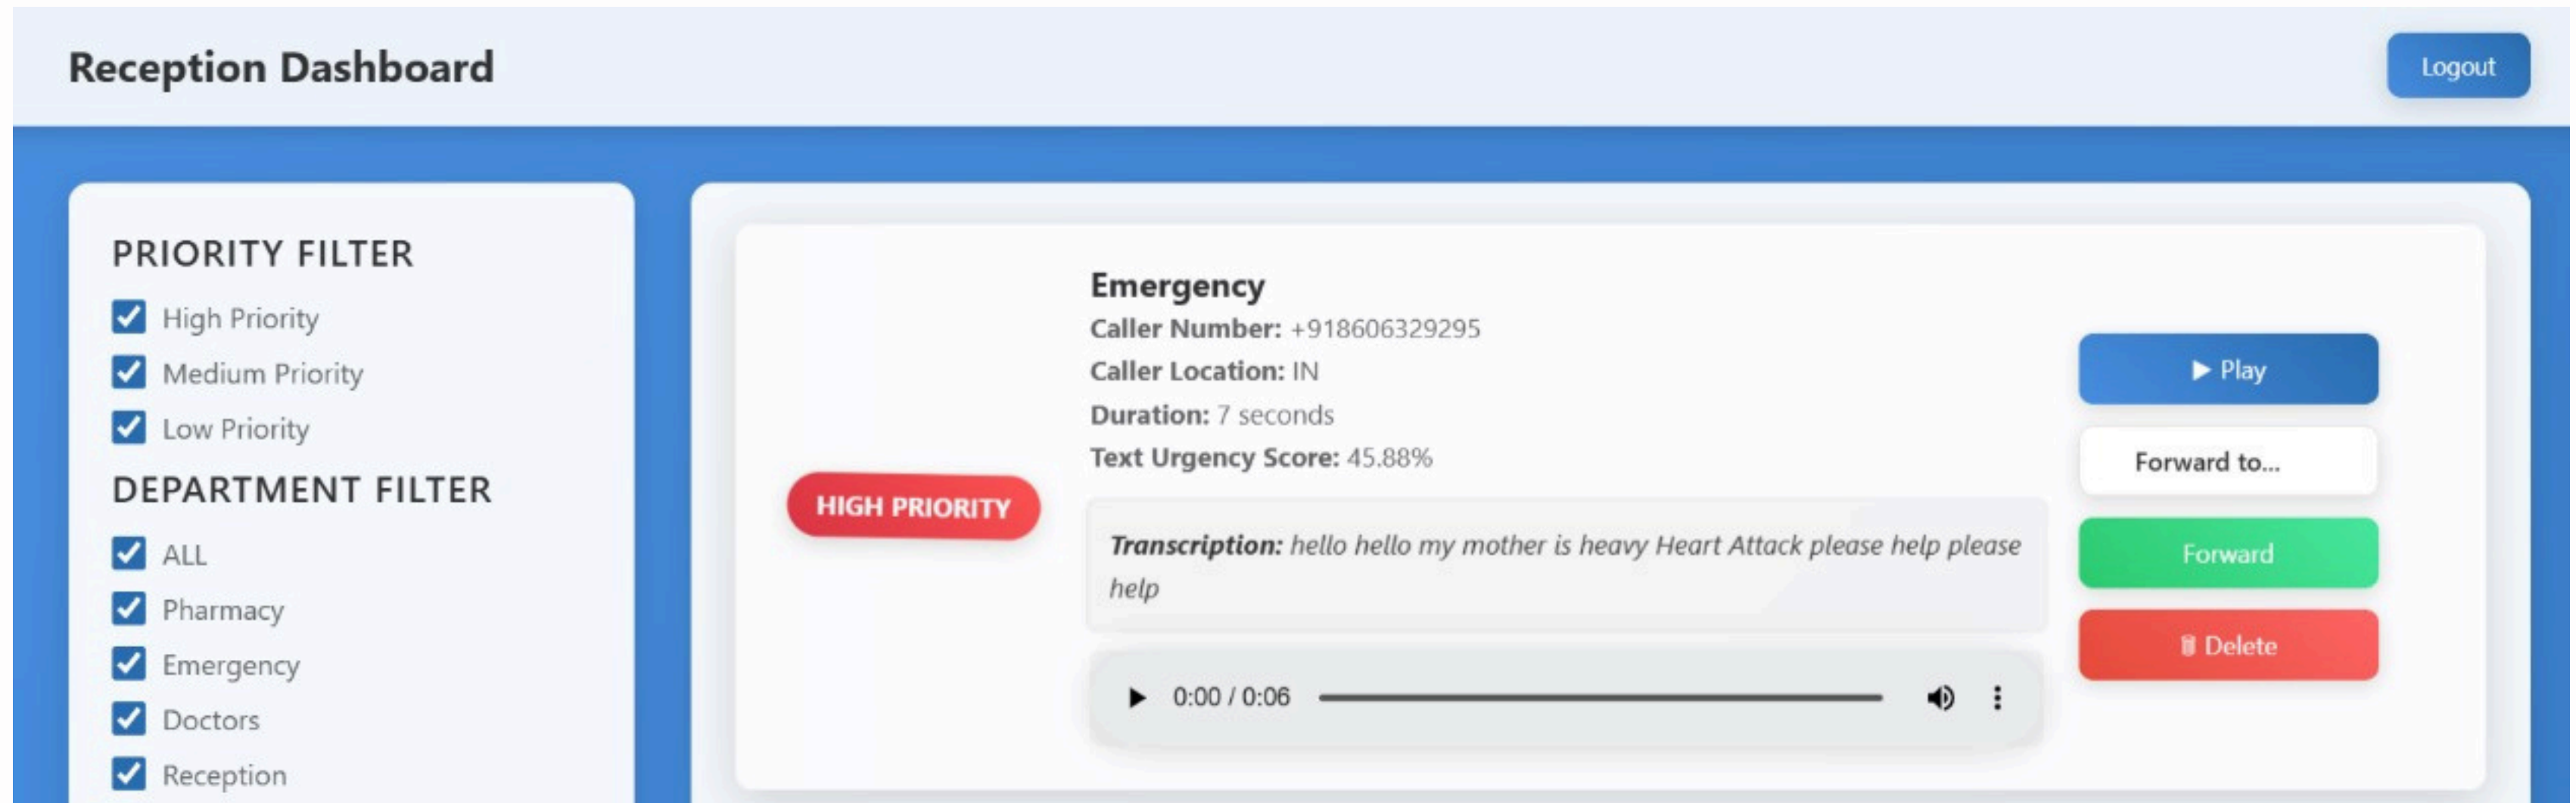 Reception Dashboard
Logout
PRIORITY FILTER
High Priority
Medium Priority
Low Priority
DEPARTMENT FILTER
ALL
Pharmacy
Emergency
Doctors
Reception
HIGH PRIORITY
Emergency
Caller Number: +918606329295
Caller Location: IN
Duration: 7 seconds
Text Urgency Score: 45.88%
Transcription: hello hello my mother is heavy Heart Attack please help please
help
0:00 / 0:06
Play
Forward to...
Forward
Delete